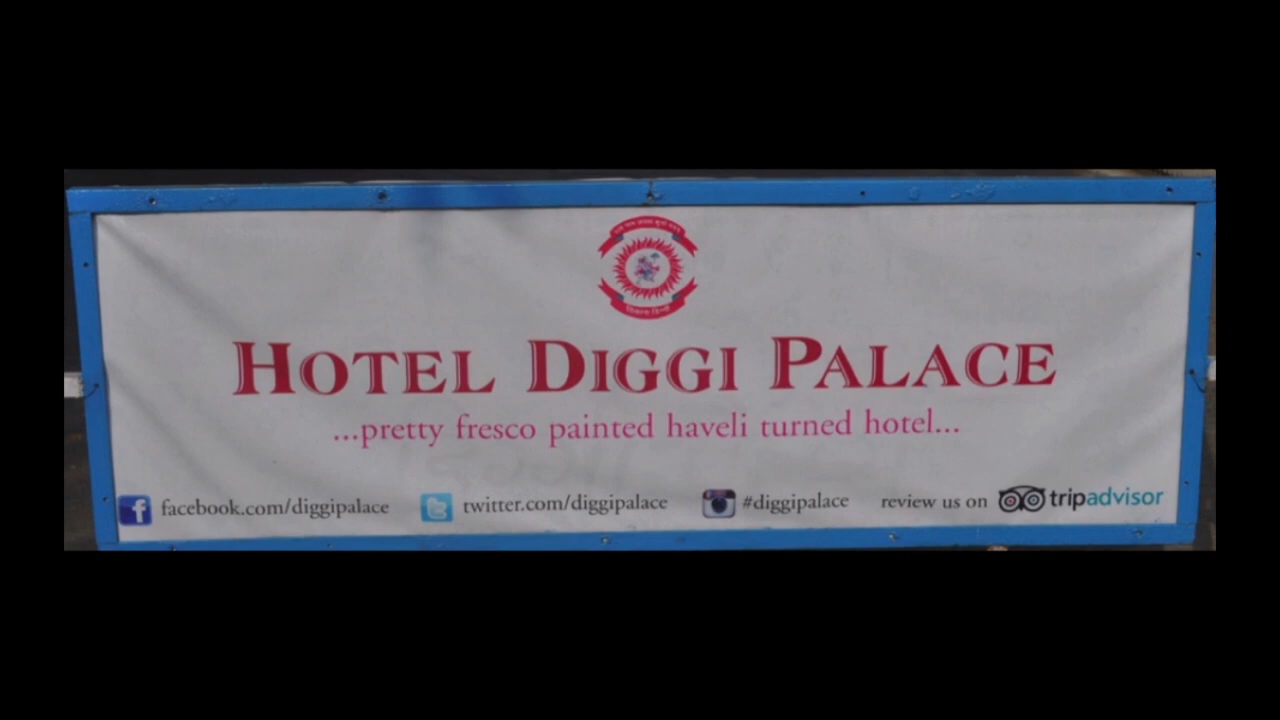 HOTEL DIGGI PALACE
...pretty fresco painted haveli turned hotel...
facebook.com/diggipalace twitter.com/diggipalace #diggipalace review us on tripadvisor